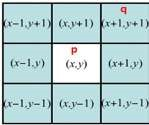 q
(x-1,y+1) (x,y+1) (x+1,y+1)
p
(x-1,y) (x,y) (x+1,y)
(x-1,y-1) (x,y-1) (x+1,y-1)